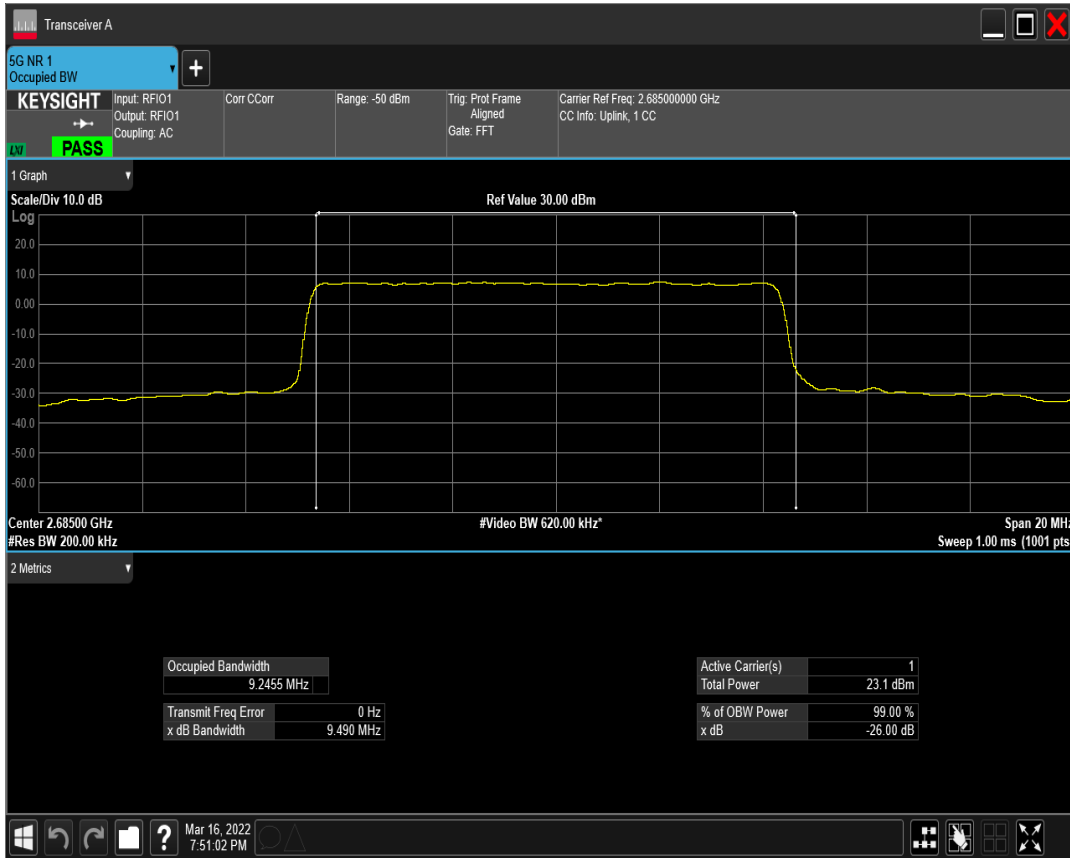 Transceiver A
5G NR 1
Occupied BW
KEYSIGHT
LXI
PASS
Input: RFIO1
Output: RFIO1
Coupling: AC
Corr CCorr
Range: -50 dBm
Trig: Prot Frame
Aligned
Gate: FFT
Carrier Ref Freq: 2.685000000 GHz
CC Info: Uplink, 1 CC
1 Graph
Scale/Div 10.0 dB
Ref Value 30.00 dBm
Log
20.0
10.0
0.00
-10.0
-20.0
-30.0
-40.0
-50.0
-60.0
Center 2.68500 GHz
#Video BW 620.00 kHz*
Span 20 MHz
#Res BW 200.00 kHz
Sweep 1.00 ms (1001 pts
2 Metrics
Occupied Bandwidth
9.2455 MHz
Transmit Freq Error 0 Hz
x dB Bandwidth 9.490 MHz
Active Carrier(s) 1
Total Power 23.1 dBm
% of OBW Power 99.00 %
x dB -26.00 dB
Mar 16, 2022
7:51:02 PM